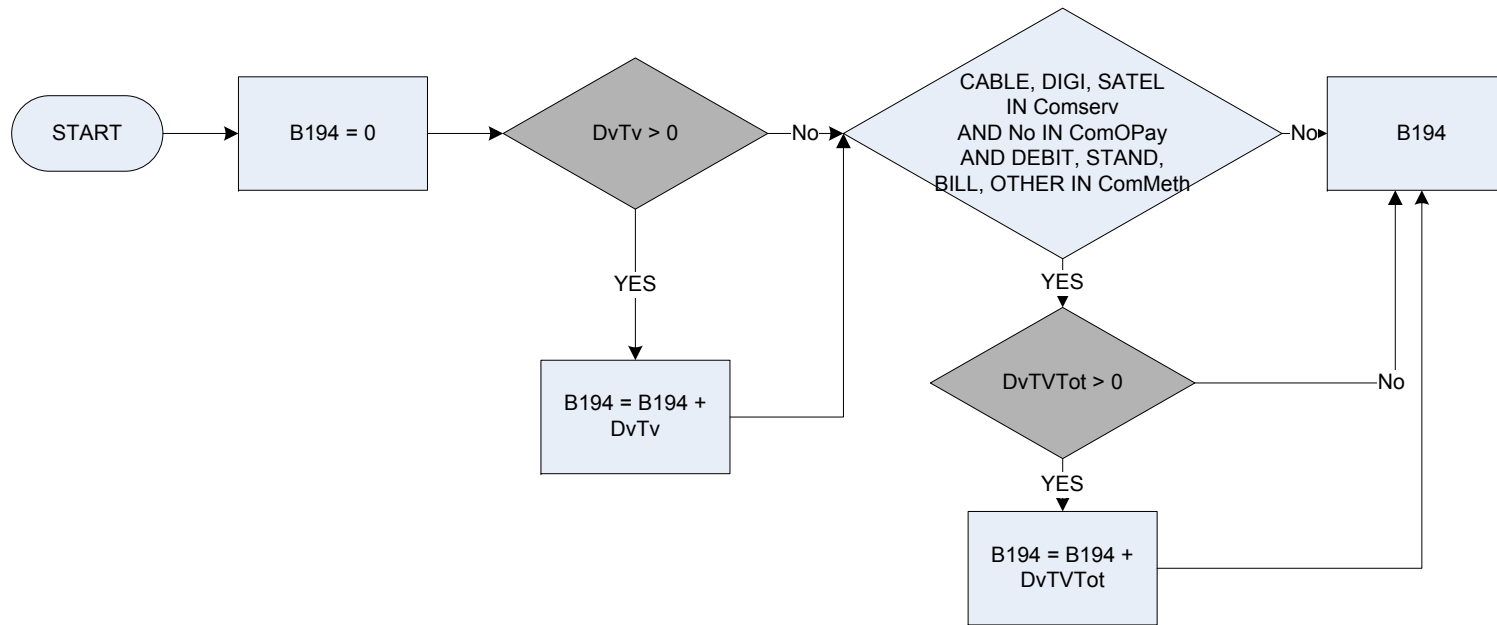 START
B194 = 0
DvTv > 0
No
YES
B194 = B194 +
DvTv
CABLE, DIGI, SATEL
IN Comserv
AND No IN ComOPay
AND DEBIT, STAND,
BILL, OTHER IN ComMeth
No
B194
YES
DvTVTot > 0
No
YES
B194 = B194 +
DvTVTot